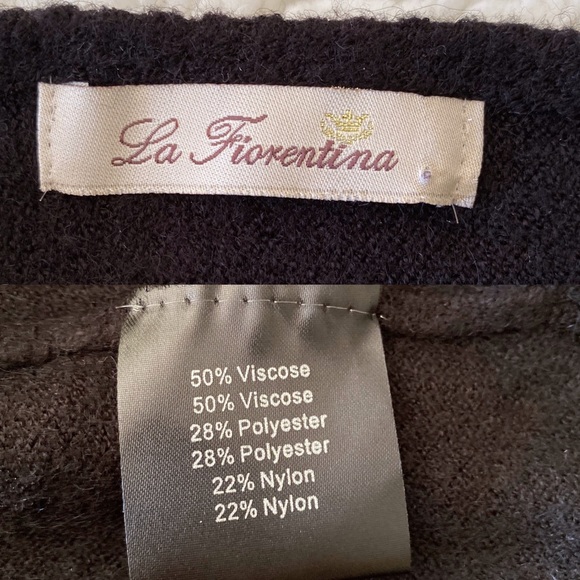 La Fiorentina
50% Viscose
50% Viscose
28% Polyester
28% Polyester
22% Nylon
22% Nylon